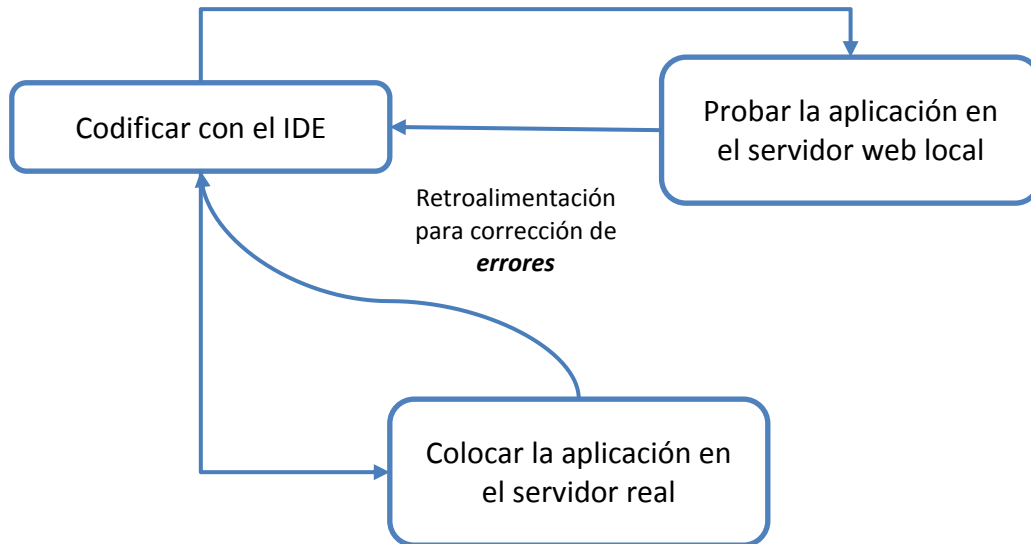 Codificar con el IDE
Probar la aplicación en
el servidor web local
Retroalimentación
para corrección de
errores
Colocar la aplicación en
el servidor real